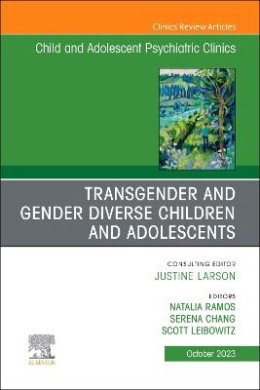 Clinics Review Articles
Child and Adolescent Psychiatric Clinics
TRANSGENDER AND
GENDER DIVERSE CHILDREN
AND ADOLESCENTS
CONSULTING EDITOR
JUSTINE LARSON
EDITORS
NATALIA RAMOS
SERENA CHANG
SCOTT LEIBOWITZ
ELSEVIER
October 2023